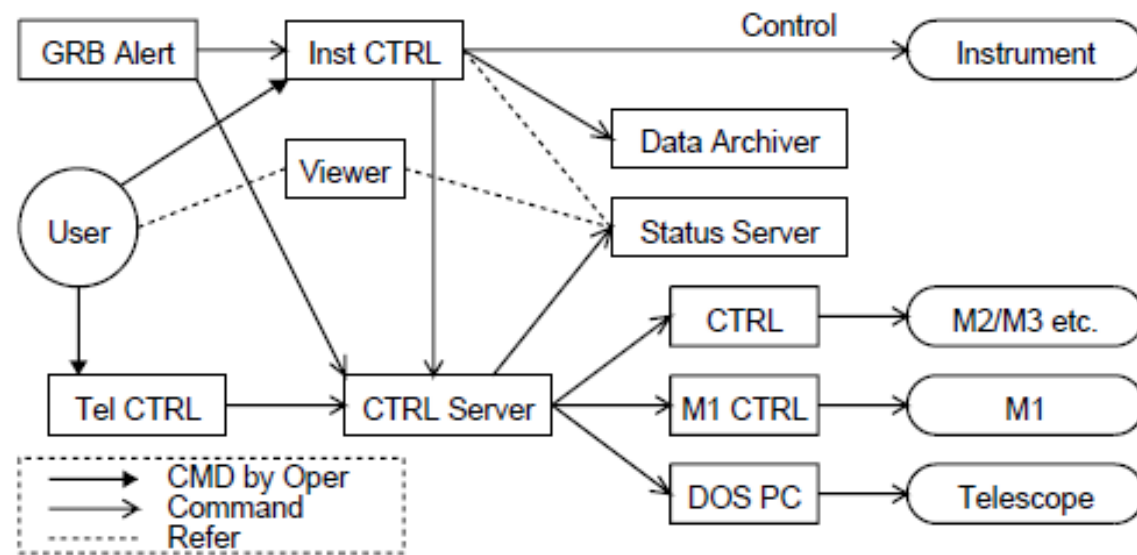 GRB Alert
Inst CTRL
Control
Instrument
Data Archiver
Viewer
User
Status Server
CTRL
M2/M3 etc.
Tel CTRL
CTRL Server
M1 CTRL
M1
CMD by Oper
Command
Refer
DOS PC
Telescope